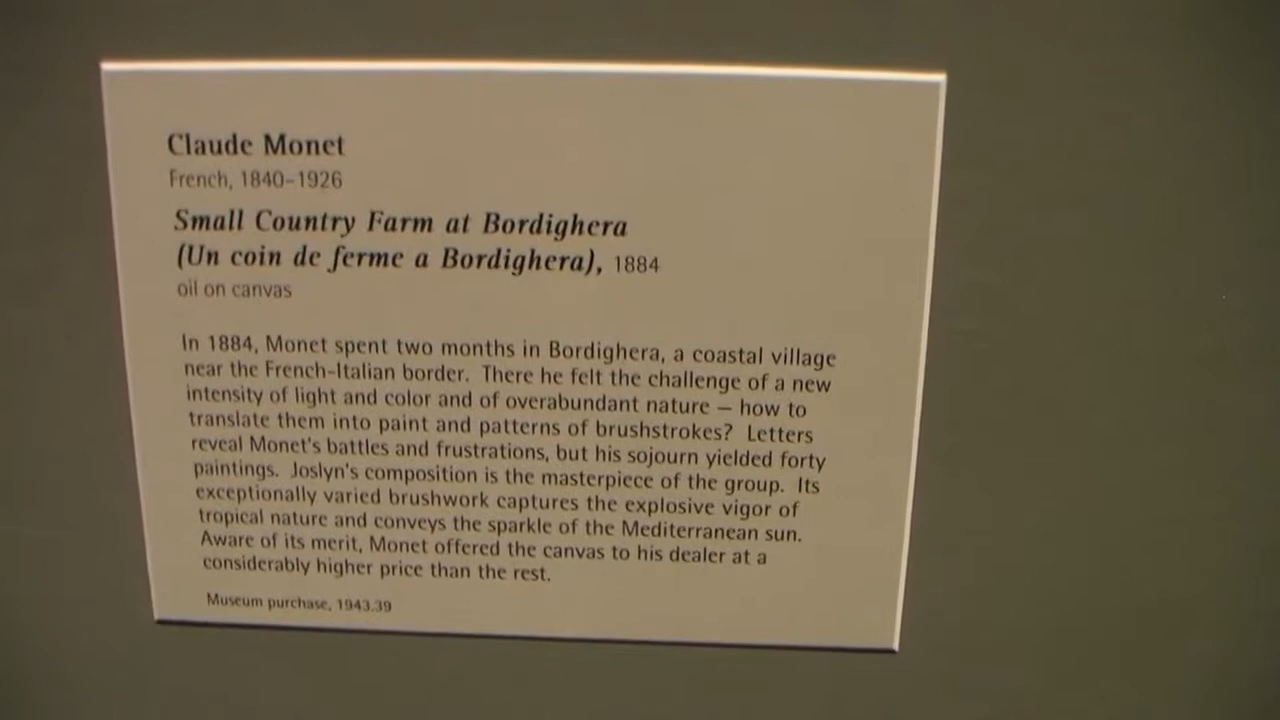 Claude Monet
French, 1840–1926
Small Country Farm at Bordighera
(Un coin de ferme a Bordighera), 1884
oil on canvas
In 1884, Monet spent two months in Bordighera, a coastal village
near the French-Italian border. There he felt the challenge of a new
intensity of light and color and of overabundant nature — how to
translate them into paint and patterns of brushstrokes? Letters
reveal Monet's battles and frustrations, but his sojourn yielded forty
paintings. Joslyn's composition is the masterpiece of the group. Its
exceptionally varied brushwork captures the explosive vigor of
tropical nature and conveys the sparkle of the Mediterranean sun.
Aware of its merit, Monet offered the canvas to his dealer at a
considerably higher price than the rest.
Museum purchase, 1943.39